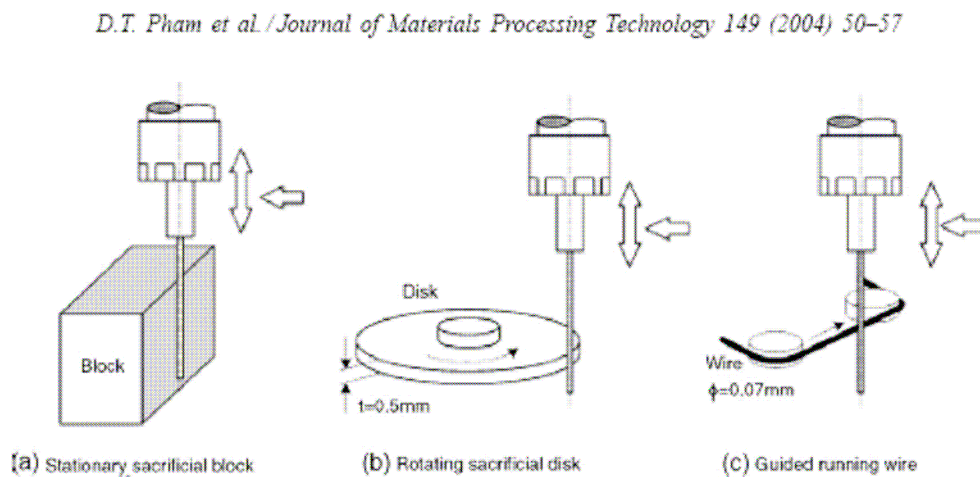 D.T. Pham et al. / Journal of Materials Processing Technology 149 (2004) 50–57
Disk
Block
Wire
t=0.5mm
ϕ=0.07mm
(a) Stationary sacrificial block
(b) Rotating sacrificial disk
(c) Guided running wire